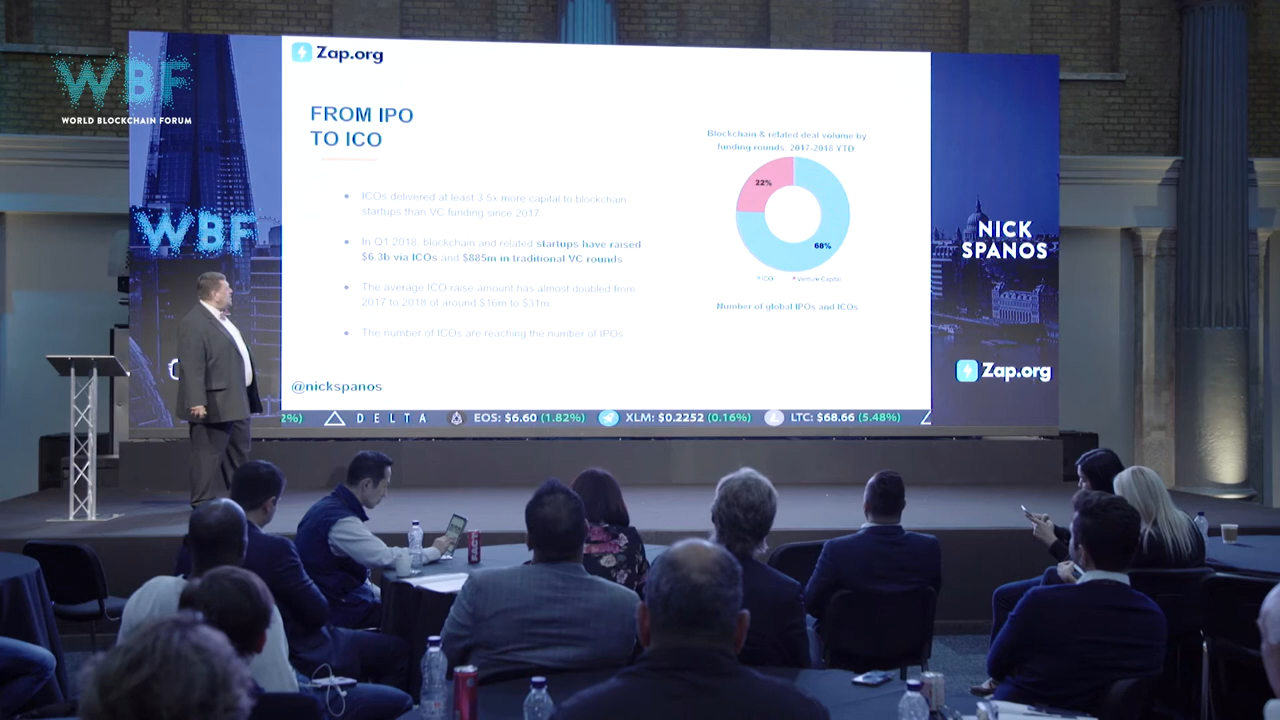 WBF
WORLD BLOCKCHAIN FORUM
WBF
Zap.org
FROM IPO
TO ICO
• ICOs delivered at least 3.5x more capital to blockchain
startups than VC funding since 2017
• In Q1 2018, blockchain and related startups have raised
$6.3b via ICOs and $885m in traditional VC rounds
• The average ICO raise amount has almost doubled from
2017 to 2018 of around $16m to $31m
• The number of ICOs are reaching the number of IPOs
@nickspanos
Blockchain & related deal volume by
funding rounds, 2017-2018 YTD.
22%
68%
ICO Venture Capital
Number of global IPOs and ICOs
2%) DELTA EOS: $6.60 (1.82%) XLM: $0.2252 (0.16%) LTC: $68.66 (5.48%)
NICK
SPANOS
Zap.org